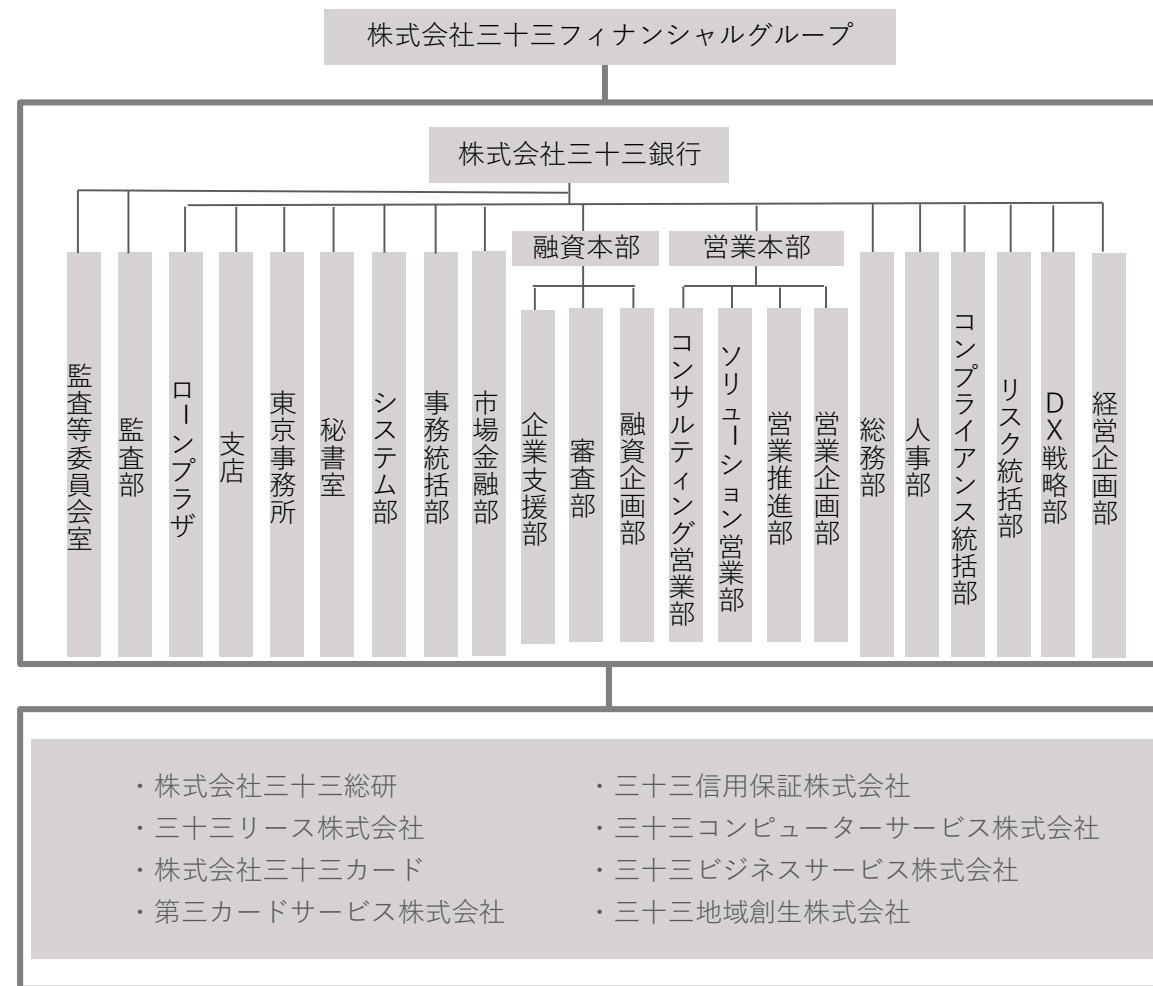 株式会社三十三フィナンシャルグループ
株式会社三十三銀行
融資本部
営業本部
監査等委員会室
監査部
ローンプラザ
支店
東京事務所
秘書室
システム部
事務統括部
市場金融部
企業支援部
審査部
融資企画部
コンサルティング営業部
ソリューション営業部
営業推進部
営業企画部
総務部
人事部
コンプライアンス統括部
リスク統括部
DX戦略部
経営企画部
・株式会社三十三総研
・三十三リース株式会社
・株式会社三十三カード
・第三カードサービス株式会社
・三十三信用保証株式会社
・三十三コンピューターサービス株式会社
・三十三ビジネスサービス株式会社
・三十三地域創生株式会社